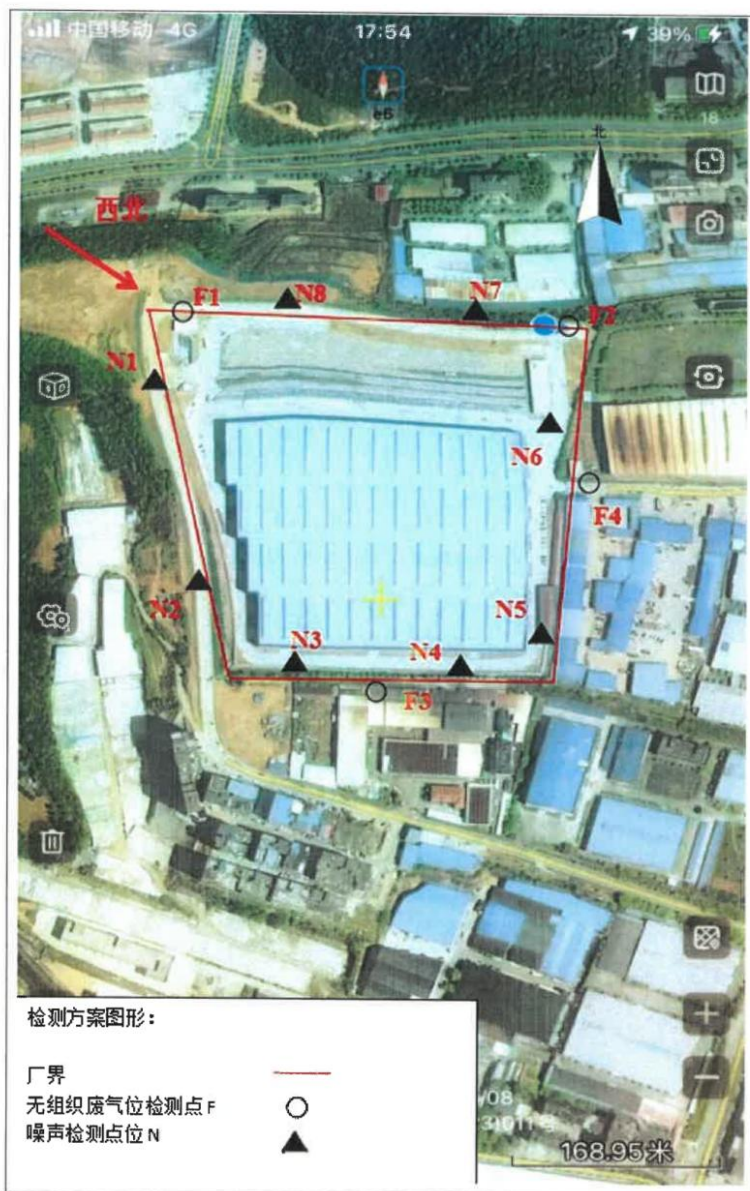 中国移动 4G
17:54
39%
18
北
西北
F1
N8
N7
F2
N1
N6
F4
N2
N5
N3
N4
F3
检测方案图形：
厂界
无组织废气位检测点 F
噪声检测点位 N
168.95米